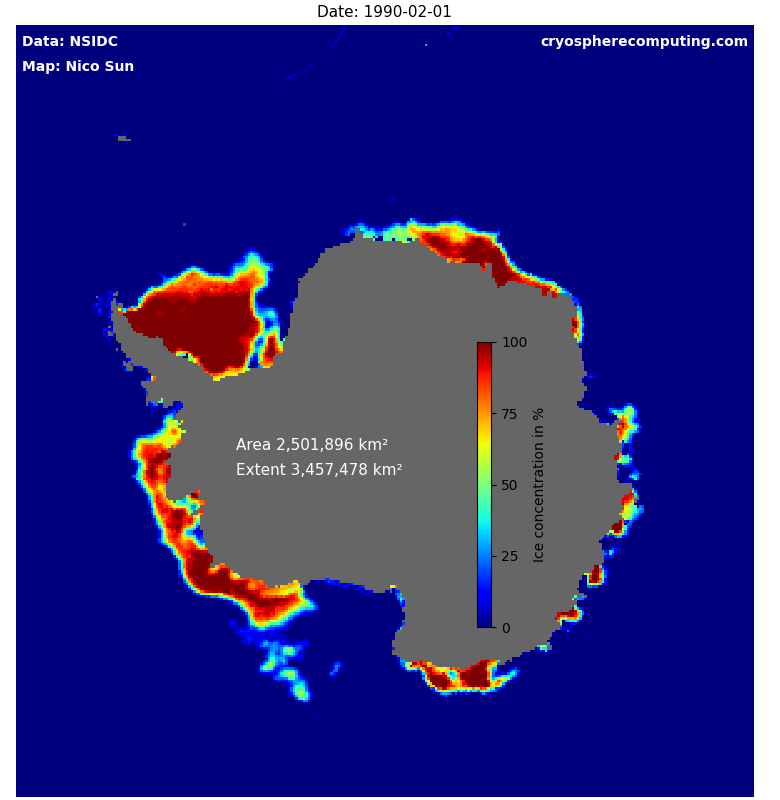 Date: 1990-02-01
Data: NSIDC
cryospherecomputing.com
Map: Nico Sun
Area 2,501,896 km²
Extent 3,457,478 km²
100
75
50
25
0
Ice concentration in %